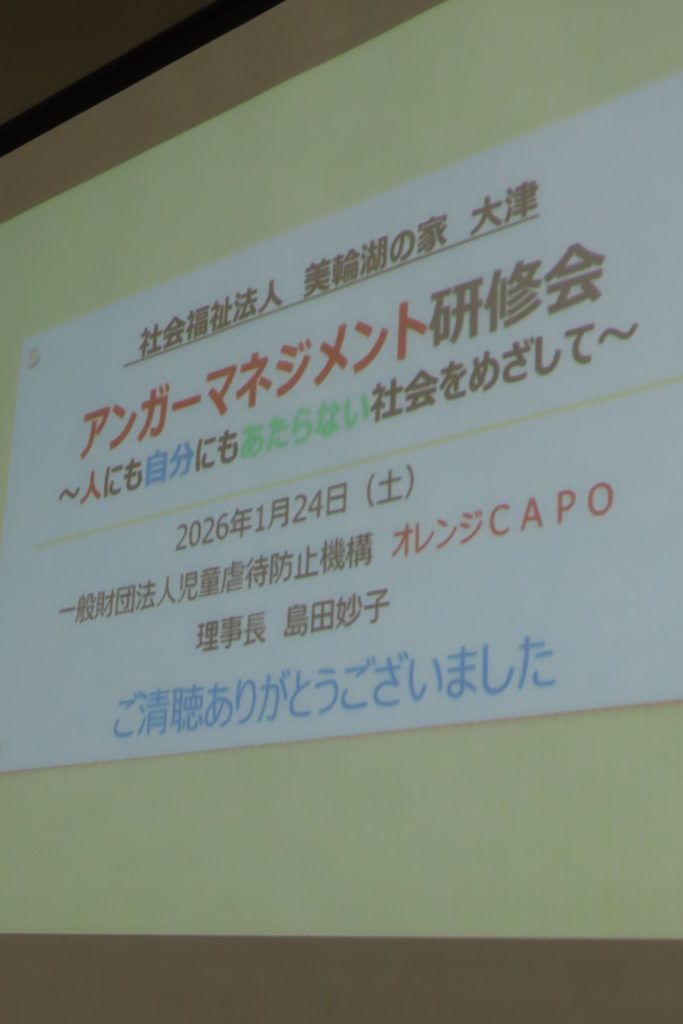 社会福祉法人 美輪湖の家 大津
アンガーマネジメント研修会
～人にも自分にもあたらない社会をめざして～
2026年1月24日（土）
一般財団法人児童虐待防止機構 オレンジCAPO
理事長 島田妙子
ご清聴ありがとうございました